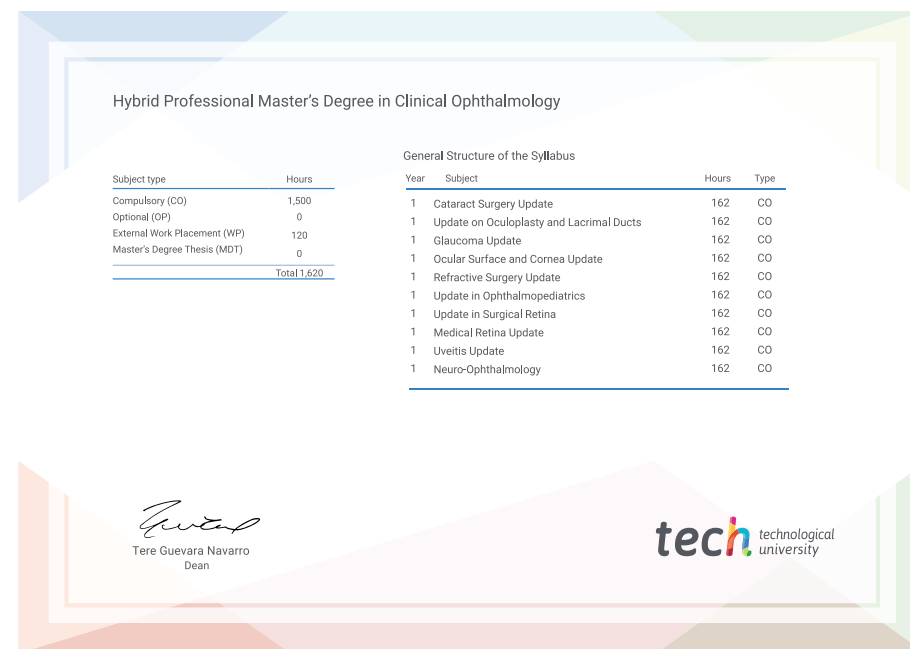 Hybrid Professional Master's Degree in Clinical Ophthalmology
Subject type Hours
Compulsory (CO) 1,500
Optional (OP) 0
External Work Placement (WP) 120
Master's Degree Thesis (MDT) 0
Total 1,620
General Structure of the Syllabus
Year Subject Hours Type
1 Cataract Surgery Update 162 CO
1 Update on Oculoplasty and Lacrimal Ducts 162 CO
1 Glaucoma Update 162 CO
1 Ocular Surface and Cornea Update 162 CO
1 Refractive Surgery Update 162 CO
1 Update in Ophthalmopediatrics 162 CO
1 Update in Surgical Retina 162 CO
1 Medical Retina Update 162 CO
1 Uveitis Update 162 CO
1 Neuro-Ophthalmology 162 CO
Tere Guevara Navarro
Dean
tech technological
university